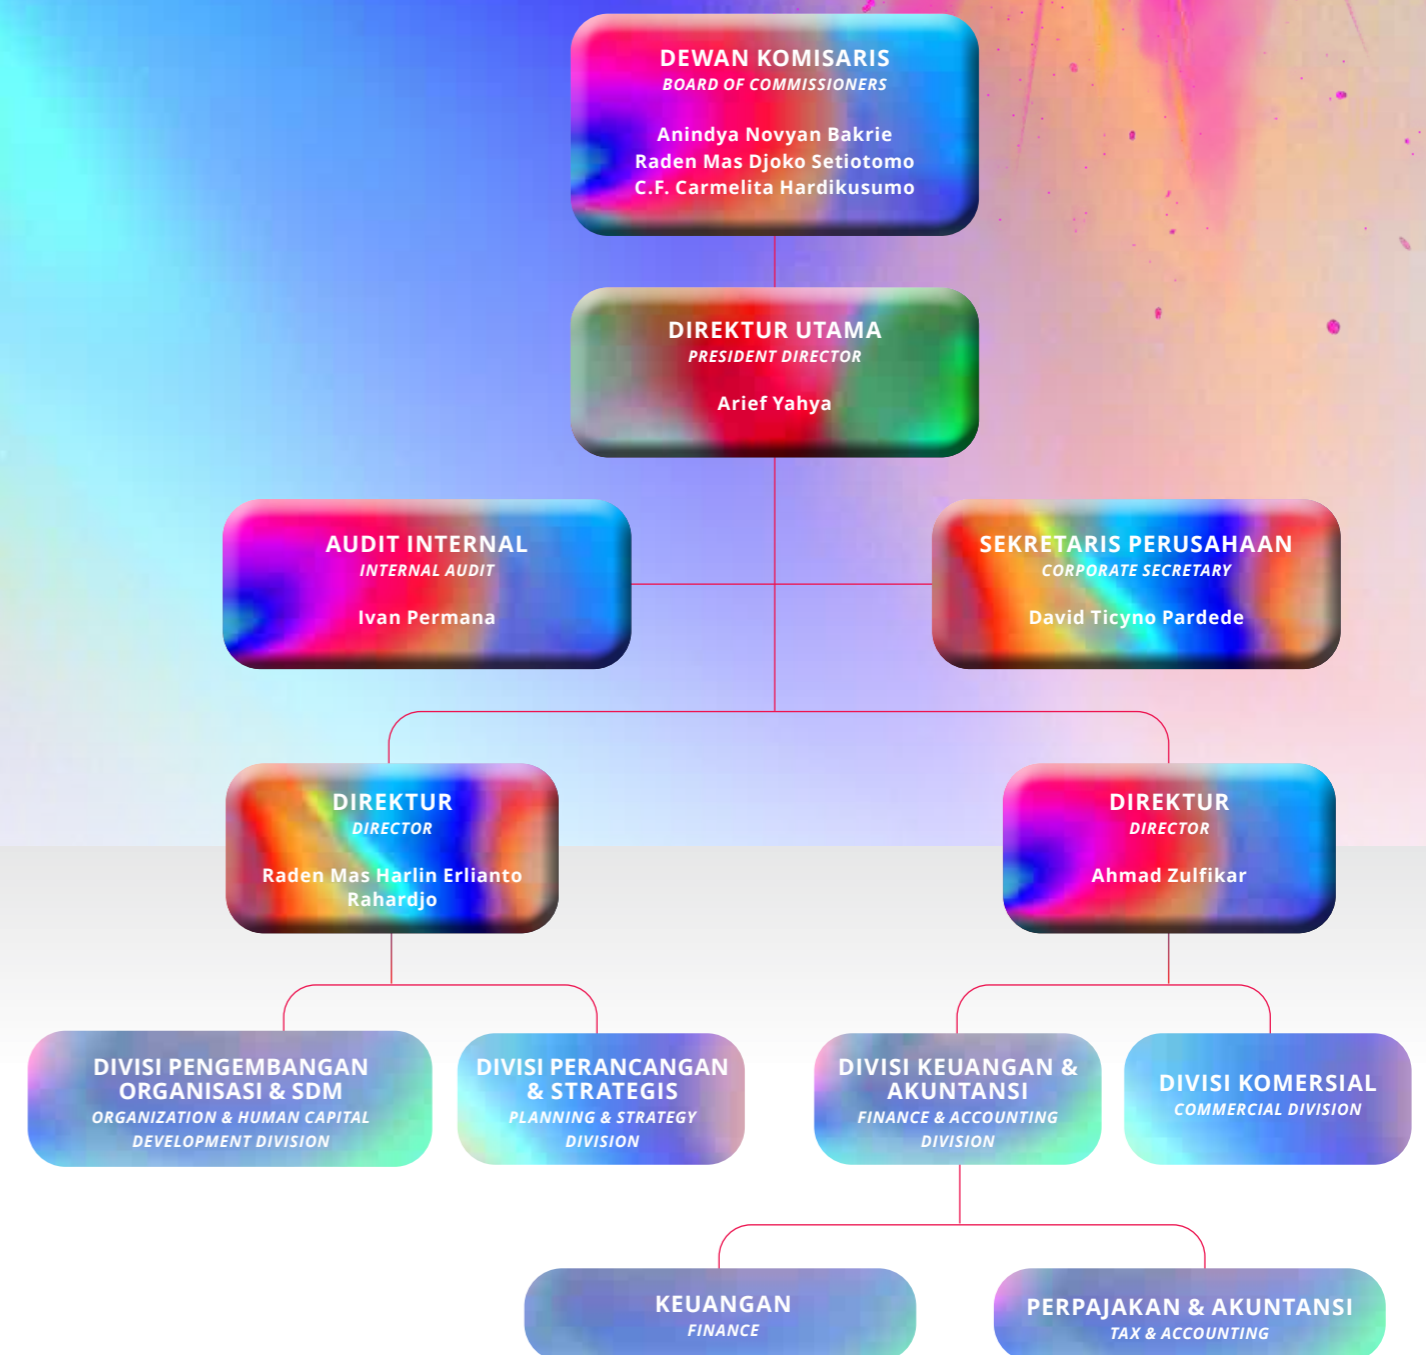 DEWAN KOMISARIS
BOARD OF COMMISSIONERS
Anindya Novyan Bakrie
Raden Mas Djoko Setiotomo
C.F. Carmelita Hardikusumo
DIREKTUR UTAMA
PRESIDENT DIRECTOR
Arief Yahya
AUDIT INTERNAL
INTERNAL AUDIT
Ivan Permana
SEKRETARIS PERUSAHAAN
CORPORATE SECRETARY
David Ticyno Pardede
DIREKTUR
DIRECTOR
Raden Mas Harlin Erlianto
Rahardjo
DIREKTUR
DIRECTOR
Ahmad Zulfikar
DIVISI PENGEMBANGAN
ORGANISASI & SDM
ORGANIZATION & HUMAN CAPITAL
DEVELOPMENT DIVISION
DIVISI PERANCANGAN
& STRATEGIS
PLANNING & STRATEGY
DIVISION
DIVISI KEUANGAN &
AKUNTANSI
FINANCE & ACCOUNTING
DIVISION
DIVISI KOMERSIAL
COMMERCIAL DIVISION
KEUANGAN
FINANCE
PERPAJAKAN & AKUNTANSI
TAX & ACCOUNTING